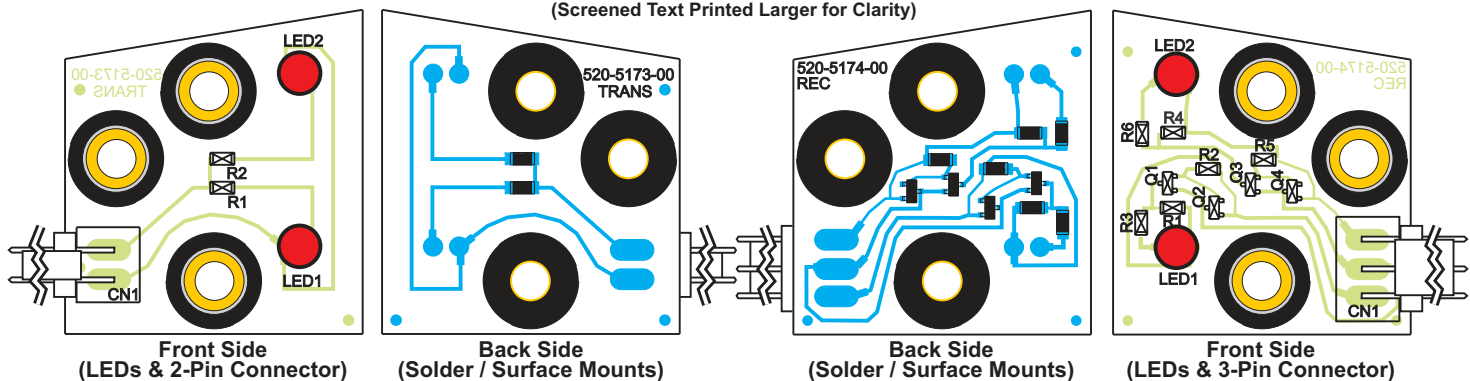 (Screened Text Printed Larger for Clarity)
LED2
520-5173-00
TRANS
R2
R1
LED1
CN1
Front Side
(LEDs & 2-Pin Connector)
520-5173-00
TRANS
Back Side
(Solder / Surface Mounts)
520-5174-00
REC
Back Side
(Solder / Surface Mounts)
LED2
520-5174-00
REC
R6
R4
R5
R2
Q3
Q1
Q4
Q2
R3
R1
LED1
CN1
Front Side
(LEDs & 3-Pin Connector)